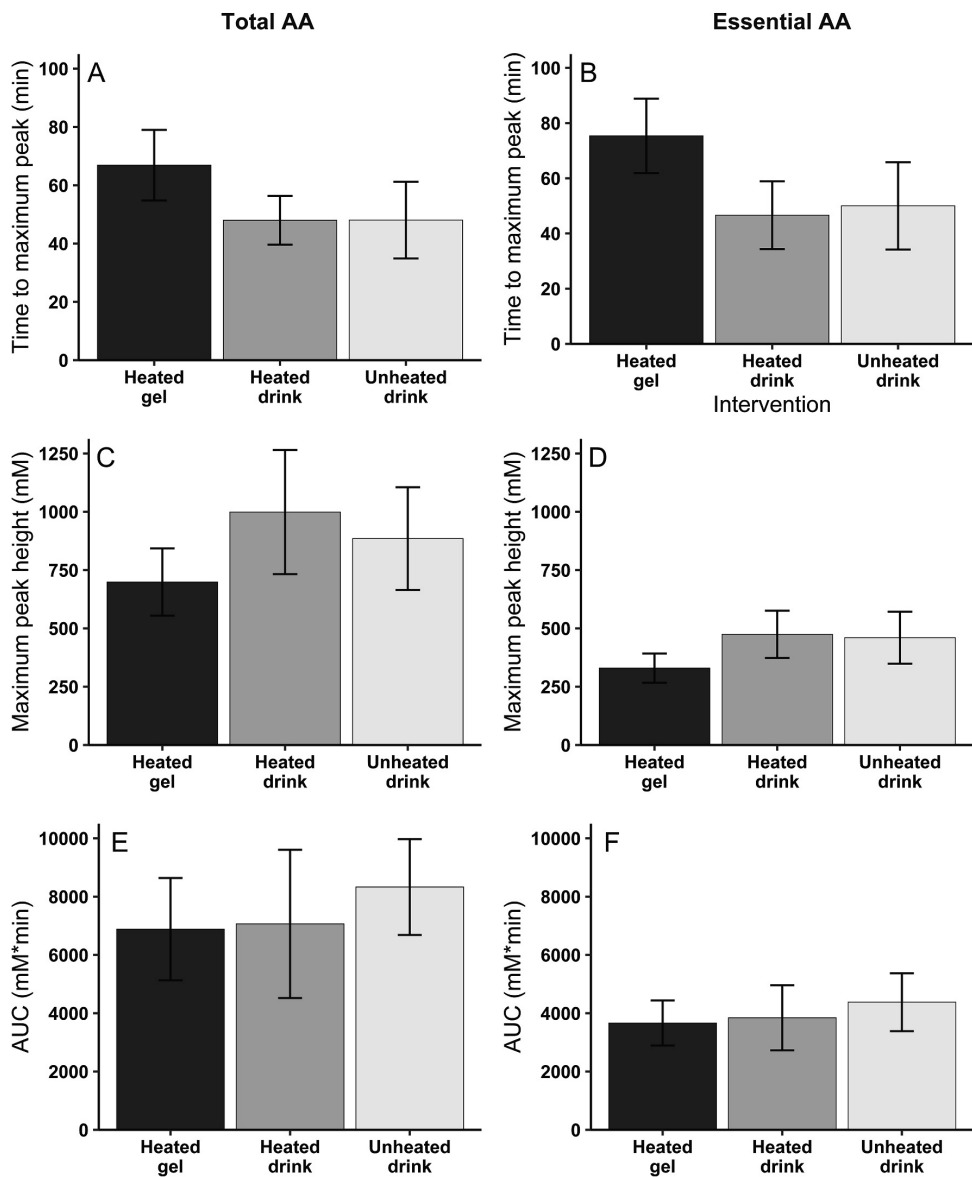 Total AA
Essential AA
A
Time to maximum peak (min)
100
80
60
40
20
0
Heated gel
Heated drink
Unheated drink
B
Time to maximum peak (min)
100
80
60
40
20
0
Heated gel
Heated drink
Unheated drink
Intervention
C
Maximum peak height (mM)
1250
1000
750
500
250
0
Heated gel
Heated drink
Unheated drink
D
Maximum peak height (mM)
1250
1000
750
500
250
0
Heated gel
Heated drink
Unheated drink
E
AUC (mM*min)
10000
8000
6000
4000
2000
0
Heated gel
Heated drink
Unheated drink
F
AUC (mM*min)
10000
8000
6000
4000
2000
0
Heated gel
Heated drink
Unheated drink